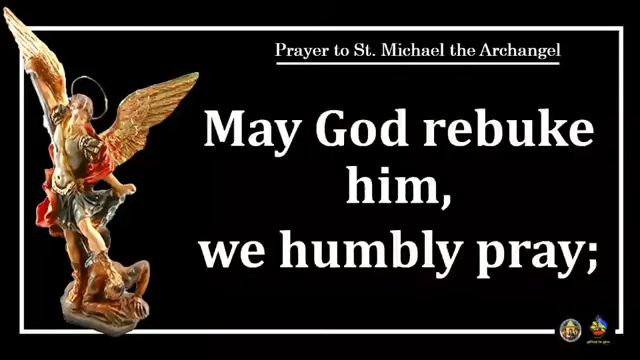 Prayer to St. Michael the Archangel
May God rebuke
him,
we humbly pray;